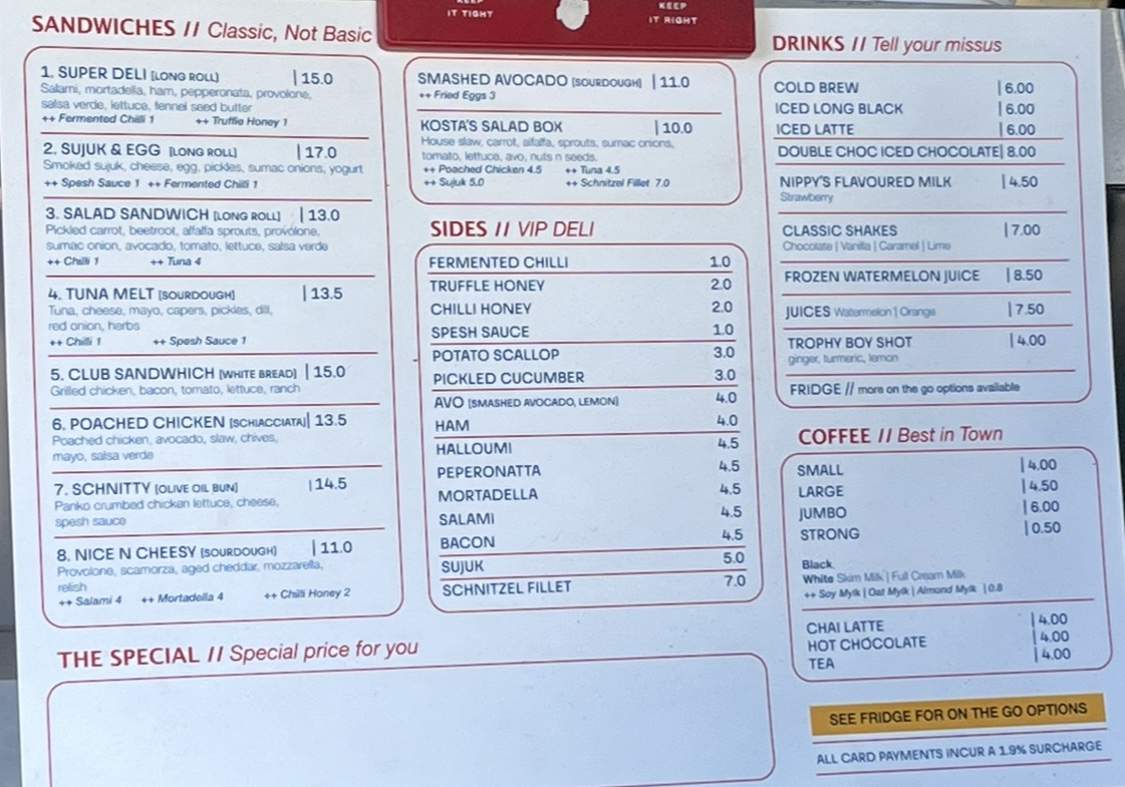 KEEP
IT TIGHT
KEEP
IT RIGHT
SANDWICHES // Classic, Not Basic
1. SUPER DELI [LONG ROLL] | 15.0
Salami, mortadella, ham, pepperonata, provolone,
salsa verde, lettuce, fennel seed butter
++ Fermented Chilli 1 ++ Truffle Honey 1
2. SUJUK & EGG [LONG ROLL] | 17.0
Smoked sujuk, cheese, egg, pickles, sumac onions, yogurt
++ Spesh Sauce 1 ++ Fermented Chilli 1
3. SALAD SANDWICH [LONG ROLL] | 13.0
Pickled carrot, beetroot, alfalfa sprouts, provolone,
sumac onion, avocado, tomato, lettuce, salsa verde
++ Chilli 1 ++ Tuna 4
4. TUNA MELT [SOURDOUGH] | 13.5
Tuna, cheese, mayo, capers, pickles, dill,
red onion, herbs
++ Chilli 1 ++ Spesh Sauce 1
5. CLUB SANDWHICH [WHITE BREAD] | 15.0
Grilled chicken, bacon, tomato, lettuce, ranch
6. POACHED CHICKEN [SCHIACCIATA] | 13.5
Poached chicken, avocado, slaw, chives,
mayo, salsa verde
7. SCHNITTY [OLIVE OIL BUN] | 14.5
Panko crumbed chicken lettuce, cheese,
spesh sauce
8. NICE N CHEESY [SOURDOUGH] | 11.0
Provolone, scamorza, aged cheddar, mozzarella,
relish
++ Salami 4 ++ Mortadella 4 ++ Chilli Honey 2
SMASHED AVOCADO [SOURDOUGH] | 11.0
++ Fried Eggs 3
KOSTA'S SALAD BOX | 10.0
House slaw, carrot, alfalfa, sprouts, sumac onions,
tomato, lettuce, avo, nuts n seeds.
++ Poached Chicken 4.5 ++ Tuna 4.5
++ Sujuk 5.0 ++ Schnitzel Fillet 7.0
SIDES // VIP DELI
FERMENTED CHILLI 1.0
TRUFFLE HONEY 2.0
CHILLI HONEY 2.0
SPESH SAUCE 1.0
POTATO SCALLOP 3.0
PICKLED CUCUMBER 3.0
AVO [SMASHED AVOCADO, LEMON] 4.0
HAM 4.0
HALLOUMI 4.5
PEPERONATTA 4.5
MORTADELLA 4.5
SALAMI 4.5
BACON 4.5
SUJUK 5.0
SCHNITZEL FILLET 7.0
DRINKS // Tell your missus
COLD BREW | 6.00
ICED LONG BLACK | 6.00
ICED LATTE | 6.00
DOUBLE CHOC ICED CHOCOLATE | 8.00
NIPPY'S FLAVOURED MILK | 4.50
Strawberry
CLASSIC SHAKES | 7.00
Chocolate | Vanilla | Caramel | Lime
FROZEN WATERMELON JUICE | 8.50
JUICES Watermelon | Orange | 7.50
TROPHY BOY SHOT | 4.00
ginger, turmeric, lemon
FRIDGE // more on the go options available
COFFEE // Best in Town
SMALL | 4.00
LARGE | 4.50
JUMBO | 6.00
STRONG | 0.50
Black
White Skim Milk | Full Cream Milk
++ Soy Mylk | Oat Mylk | Almond Mylk | 0.8
CHAI LATTE | 4.00
HOT CHOCOLATE | 4.00
TEA | 4.00
THE SPECIAL // Special price for you
SEE FRIDGE FOR ON THE GO OPTIONS
ALL CARD PAYMENTS INCUR A 1.9% SURCHARGE